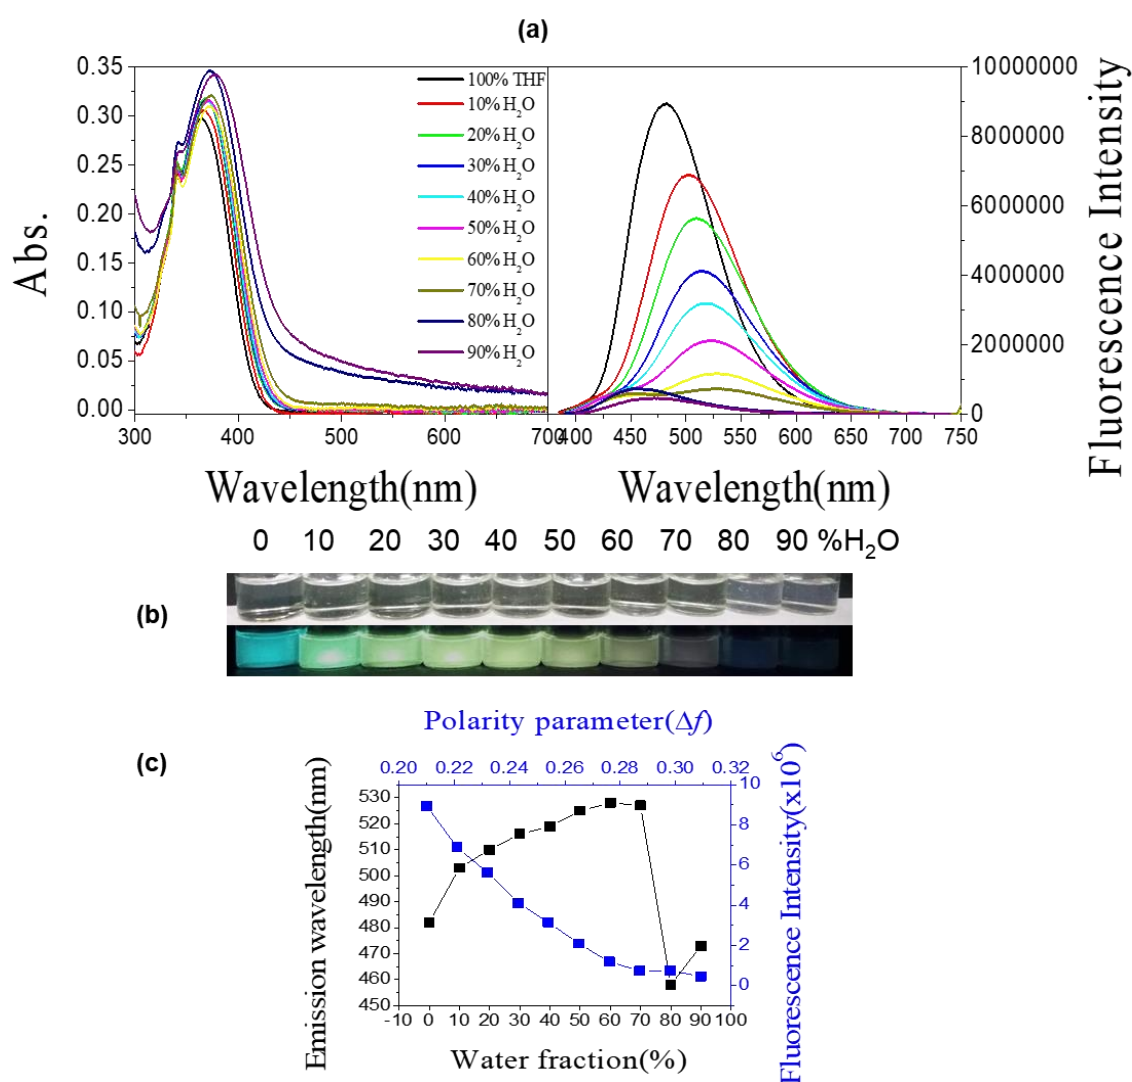 (a)
0.35
0.30
0.25
0.20
0.15
0.10
0.05
0.00
Abs.
300 400 500 600 700
Wavelength(nm)
100% THF
10% H₂O
20% H₂O
30% H₂O
40% H₂O
50% H₂O
60% H₂O
70% H₂O
80% H₂O
90% H₂O
10000000
8000000
6000000
4000000
2000000
0
Fluorescence Intensity
400 450 500 550 600 650 700 750
Wavelength(nm)
0 10 20 30 40 50 60 70 80 90 %H₂O
(b)
(c)
Polarity parameter(Δf)
0.20 0.22 0.24 0.26 0.28 0.30 0.32
530
520
510
500
490
480
470
460
450
Emission wavelength(nm)
10
8
6
4
2
0
Fluorescence Intensity(x10⁶)
-10 0 10 20 30 40 50 60 70 80 90 100
Water fraction(%)